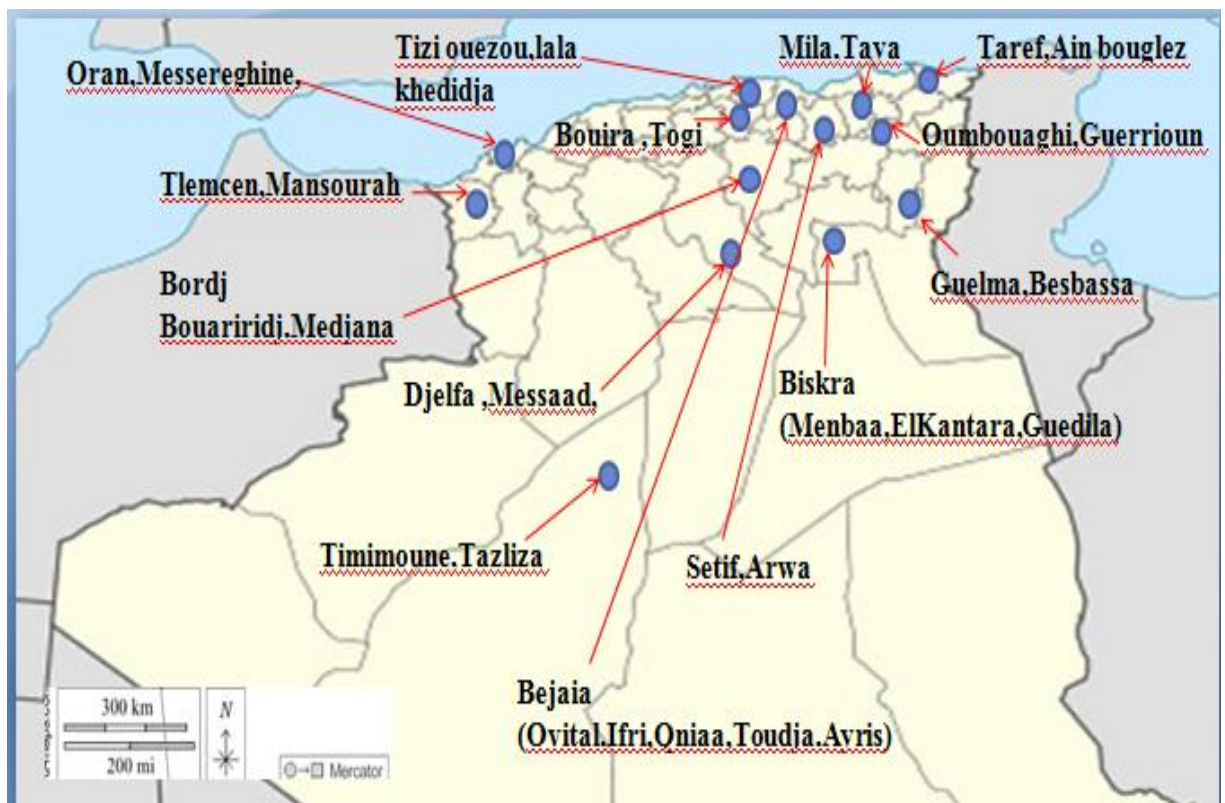 Tizi ouezou,lala
khedidja
Mila.Tava
Taref,Ain bouglez
Oran,Messereghine,
Bouira ,Togi
Oumbouaghi,Guerrioun
Tlemcen,Mansourah
Guelma,Besbassa
Bordj
Bouariridj.Medjana
Djelfa ,Messaad,
Biskra
(Menbaa,ElKantara,Guedila)
Timimoune.Tazliza
Setif,Arwa
Bejaia
(Ovital.Ifri,Qniaa,Toudja.Ayris)
300 km
200 mi
N
Mercator